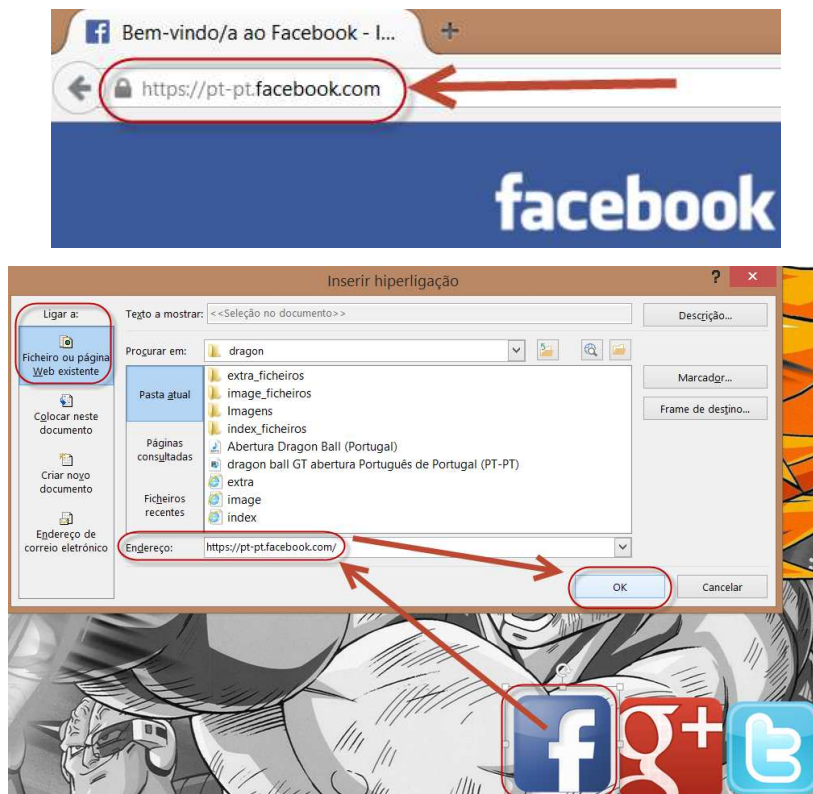 Bem-vindo/a ao Facebook - I...
https://pt-pt.facebook.com
facebook
Inserir hiperligação
? ×
Ligar a:
Ficheiro ou página
Web existente
Colocar neste
documento
Criar novo
documento
Endereço de
correio eletrónico
Texto a mostrar: <<Seleção no documento>>
Descrição...
Procurar em: dragon
Pasta atual
Páginas
consultadas
Ficheiros
recentes
extra_ficheiros
image_ficheiros
Imagens
index_ficheiros
Abertura Dragon Ball (Portugal)
dragon ball GT abertura Português de Portugal (PT-PT)
extra
image
index
Marcador...
Frame de destino...
Endereço: https://pt-pt.facebook.com/
OK
Cancelar
f g+ t